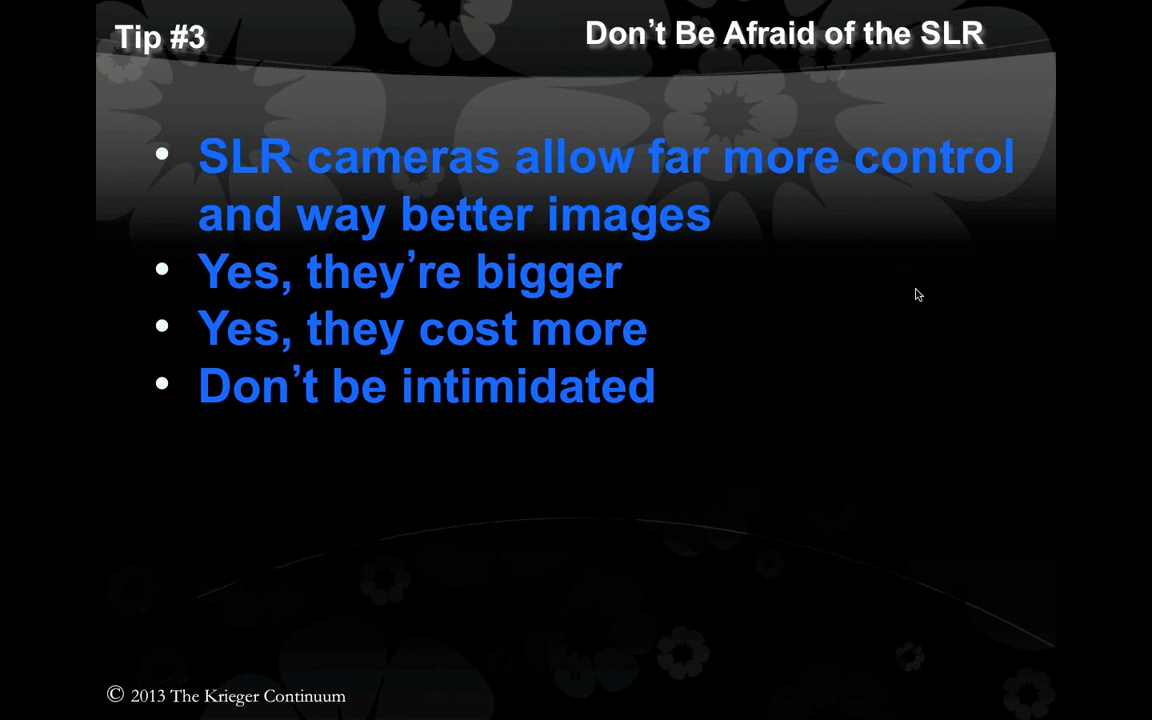 Tip #3
Don’t Be Afraid of the SLR
• SLR cameras allow far more control
and way better images
• Yes, they’re bigger
• Yes, they cost more
• Don’t be intimidated
© 2013 The Krieger Continuum